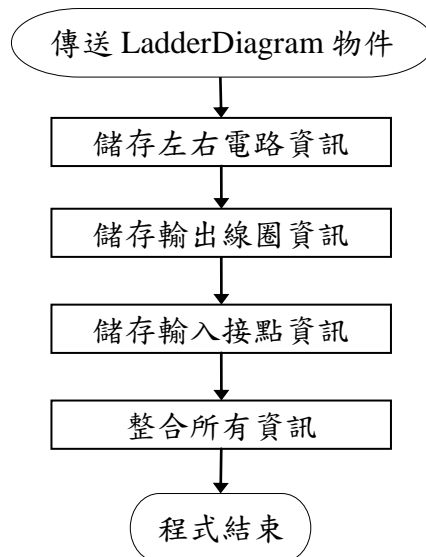 傳送 LadderDiagram 物件
儲存左右電路資訊
儲存輸出線圈資訊
儲存輸入接點資訊
整合所有資訊
程式結束